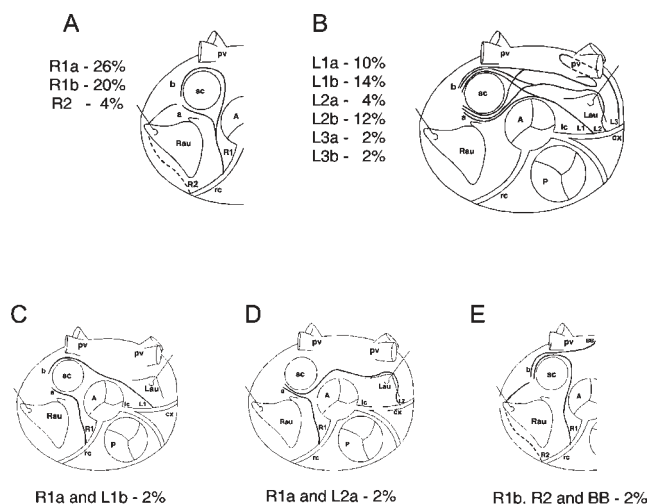 A
R1a - 26%
R1b - 20%
R2 - 4%
pv
b
sc
a
A
Rau
R1
R2
rc
B
L1a - 10%
L1b - 14%
L2a - 4%
L2b - 12%
L3a - 2%
L3b - 2%
pv
pv
b
sc
a
A
Lau
L3
lc
L1
L2
cx
Rau
P
rc
C
pv
pv
b
sc
a
A
Lau
lc
L1
cx
Rau
R1
P
rc
R1a and L1b - 2%
D
pv
pv
sc
a
A
Lau
lc
L2
cx
Rau
R1
P
rc
R1a and L2a - 2%
E
pv
b
sc
A
Rau
R1
R2
rc
R1b, R2 and BB - 2%